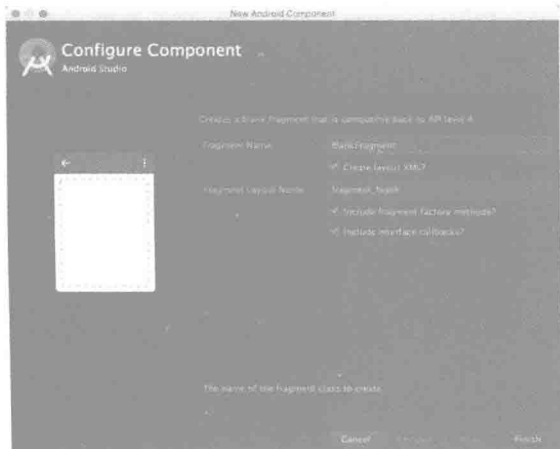 New Android Component
Configure Component
Android Studio
Creates a blank fragment that is compatible back to API level 4.
Fragment Name
BlankFragment
Create layout XML?
Fragment Layout Name
fragment_blank
Include fragment factory methods?
Include interface callbacks?
The name of the fragment class to create
Cancel
Finish